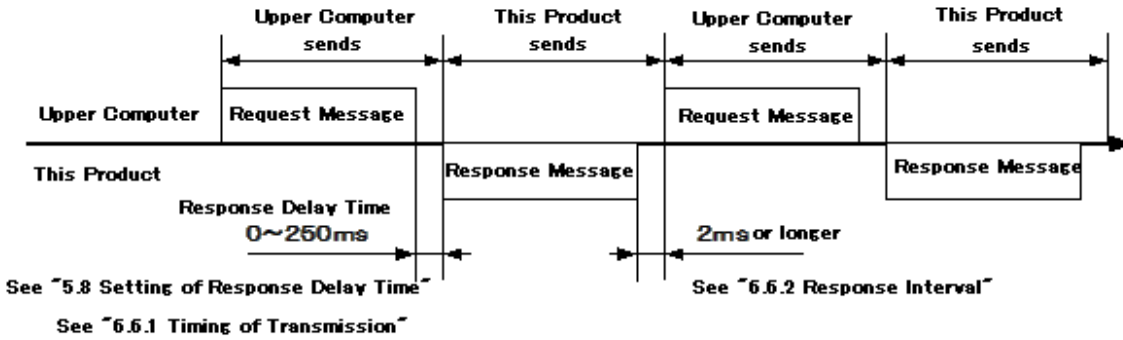 Upper Computer
sends
This Product
sends
Upper Computer
sends
This Product
sends
Upper Computer
Request Message
Request Message
This Product
Response Message
Response Message
Response Delay Time
0～250ms
2ms or longer
See "5.8 Setting of Response Delay Time"
See "6.6.2 Response Interval"
See "6.6.1 Timing of Transmission"